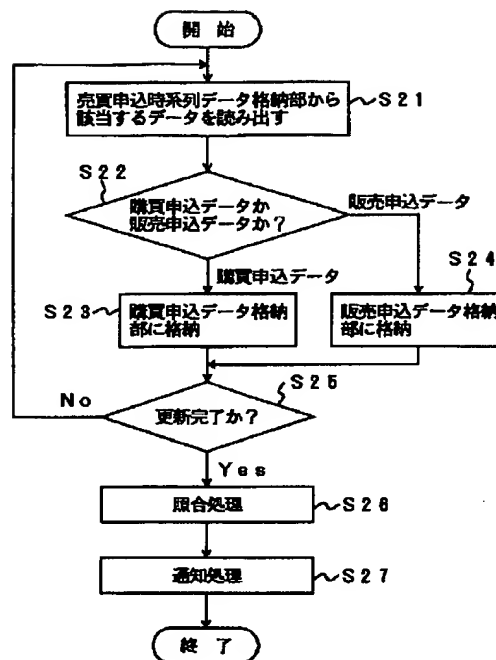 開 始
売買申込時系列データ格納部から
該当するデータを読み出す
S21
S22
購買申込データか
販売申込データか?
販売申込データ
購買申込データ
S23
購買申込データ格納
部に格納
S24
販売申込データ格納
部に格納
S25
No
更新完了か?
Yes
照合処理
S26
通知処理
S27
終 了